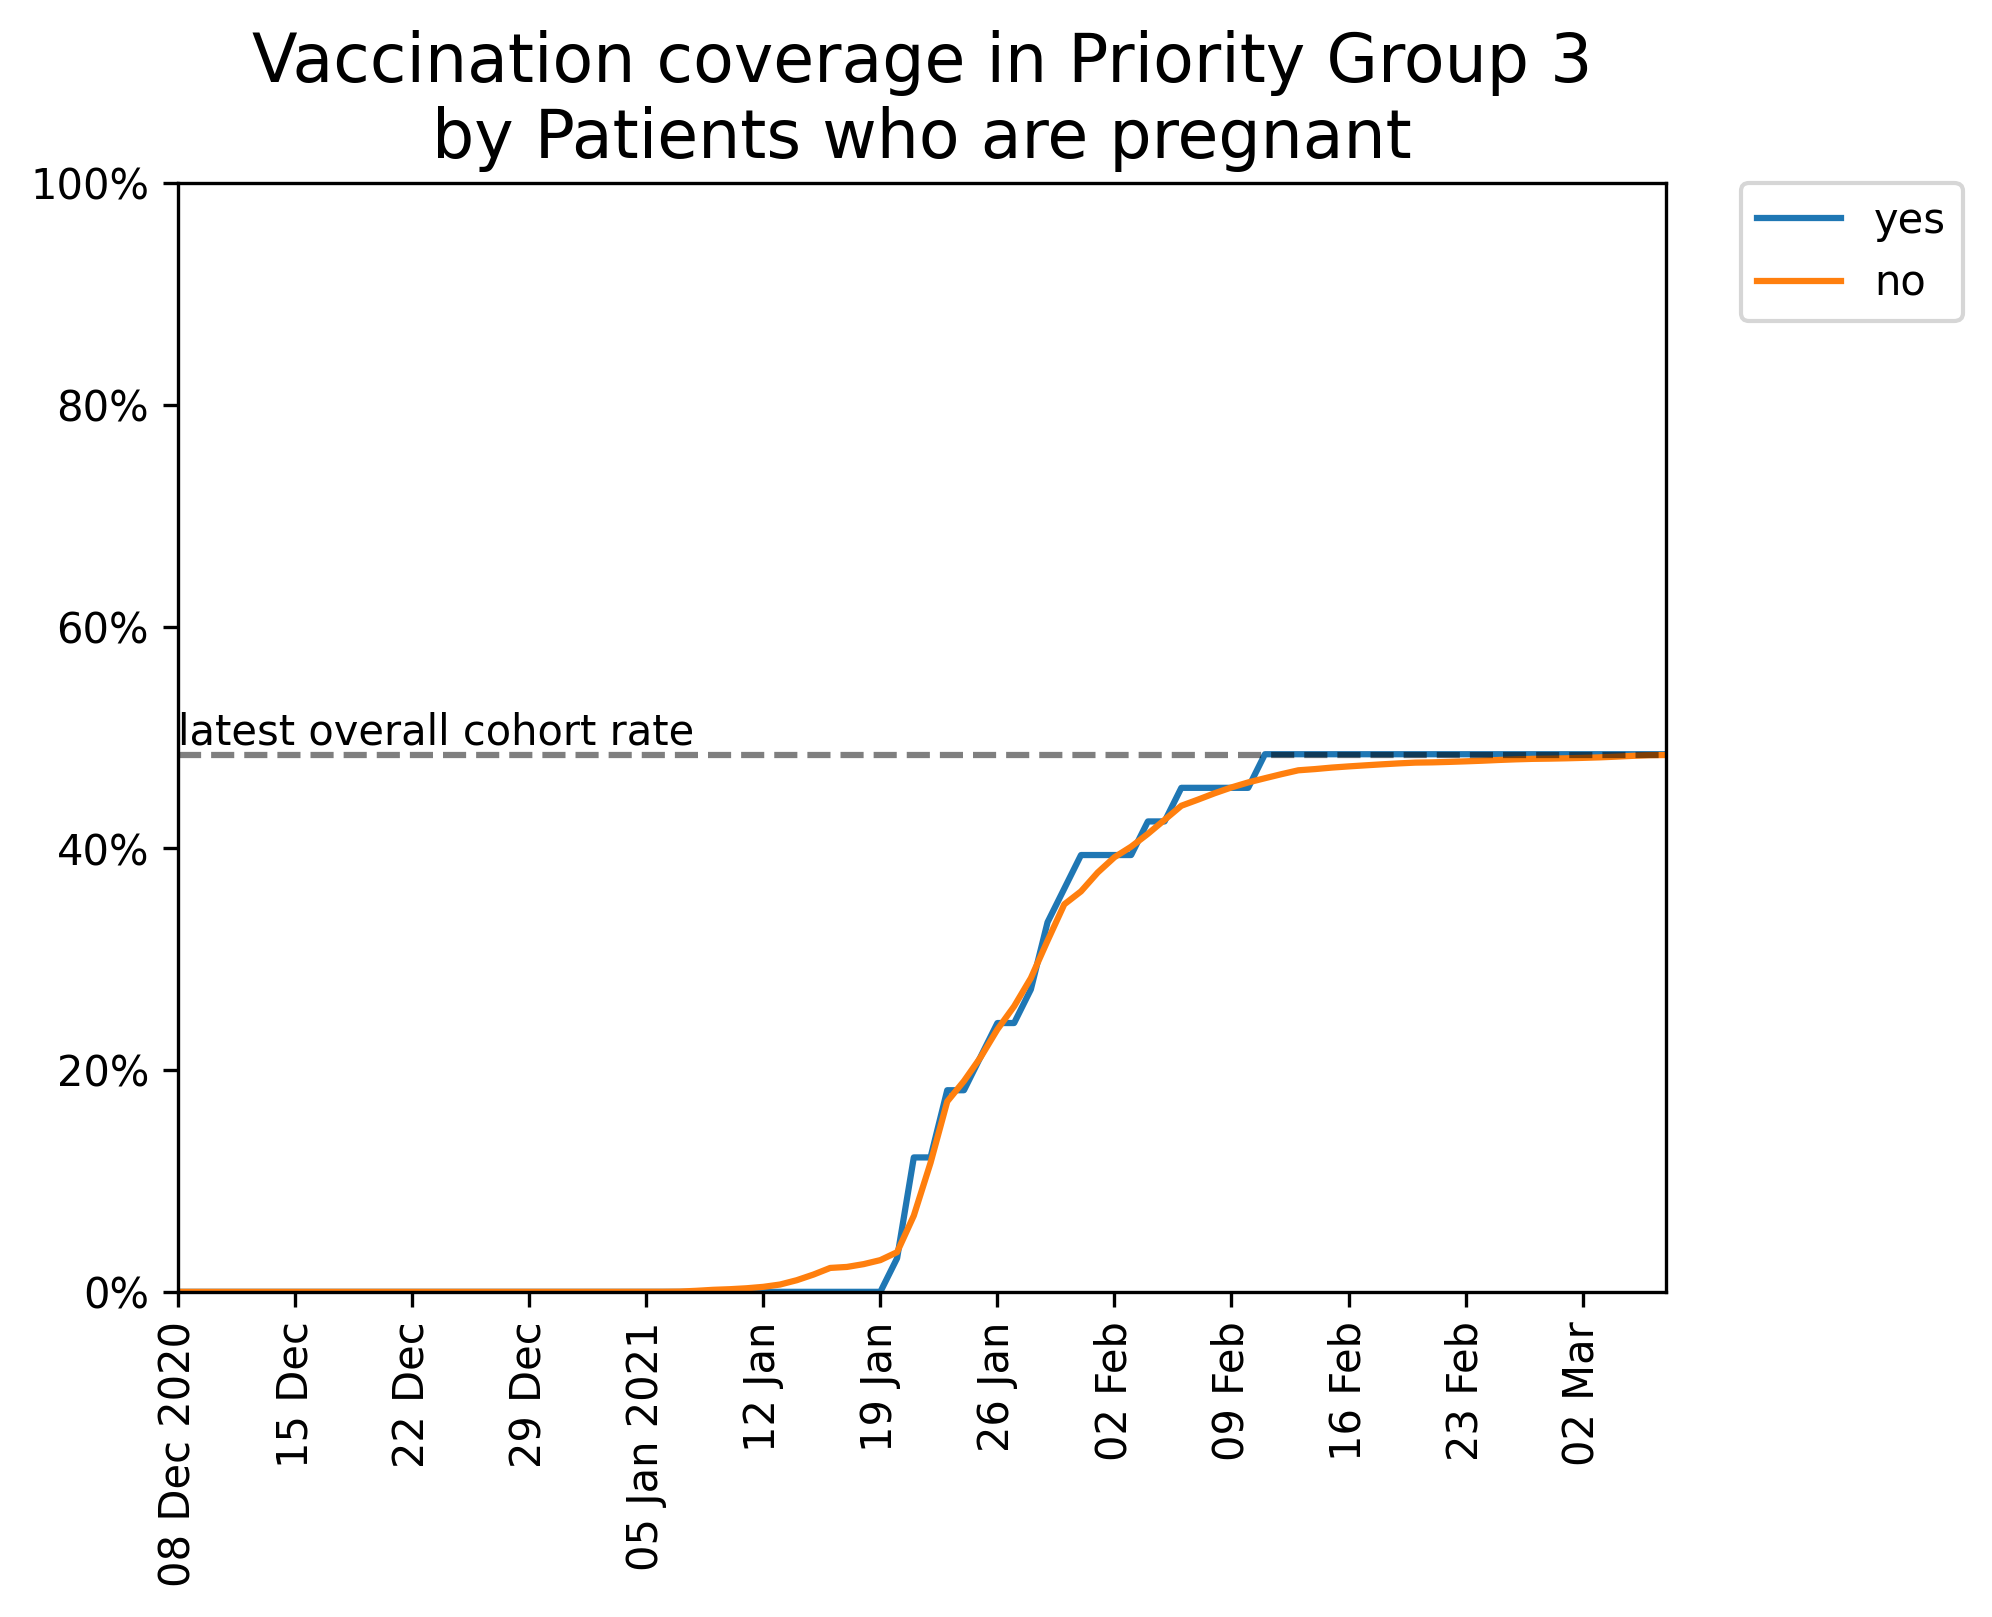 Vaccination coverage in Priority Group 3
by Patients who are pregnant
100%
80%
60%
40%
20%
0%
latest overall cohort rate
yes
no
08 Dec 2020
15 Dec
22 Dec
29 Dec
05 Jan 2021
12 Jan
19 Jan
26 Jan
02 Feb
09 Feb
16 Feb
23 Feb
02 Mar